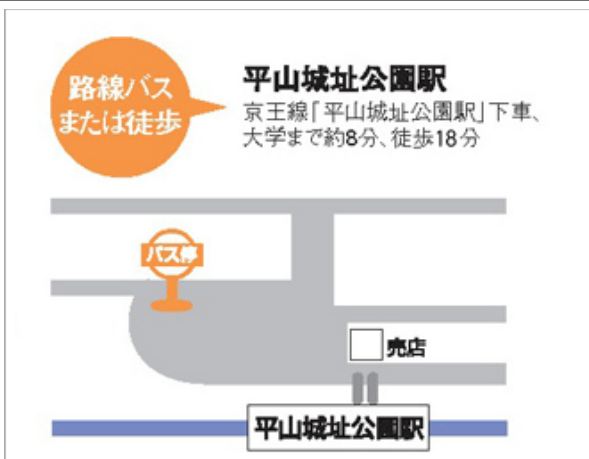 路線バス
または徒歩
平山城址公園駅
京王線「平山城址公園駅」下車、
大学まで約8分、徒歩18分
バス停
売店
平山城址公園駅